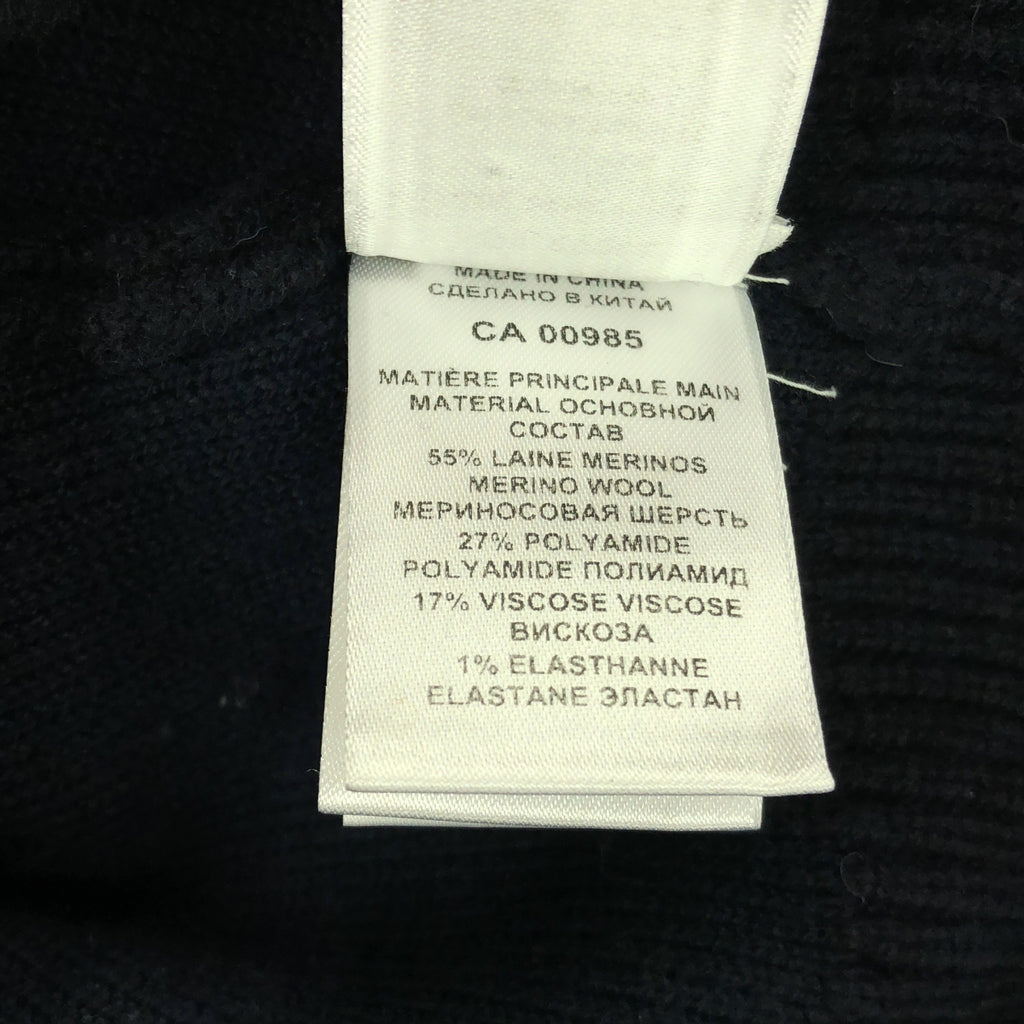 MADE IN CHINA
СДЕЛАНО В КИТАЙ
CA 00985
MATIÈRE PRINCIPALE MAIN
MATERIAL ОСНОВНОЙ
СОСТАВ
55% LAINE MERINOS
MERINO WOOL
МЕРИНОСОВАЯ ШЕРСТЬ
27% POLYAMIDE
POLYAMIDE ПОЛИАМИД
17% VISCOSE VISCOSE
ВИСКОЗА
1% ELASTHANNE
ELASTANE ЭЛАСТАН